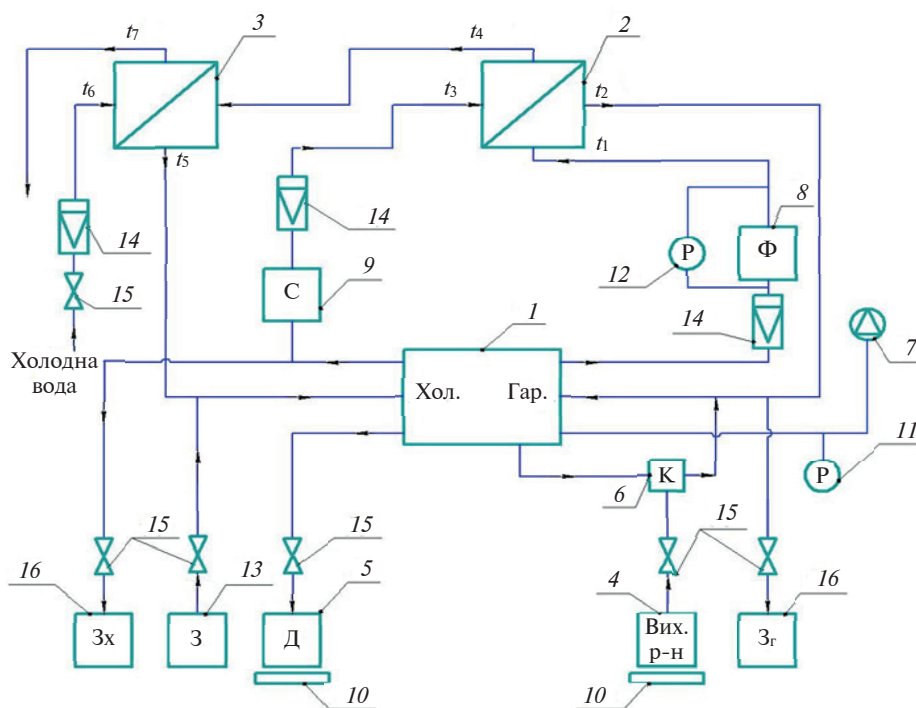 t7
3
t4
2
t6
t3
t2
t5
t1
8
14
9
12
P
Ф
15
С
14
1
14
7
Холодна
вода
Хол.
Гар.
К
6
P
11
15
15
15
16
13
5
4
16
Зх
З
Д
Вих.
р-н
Зг
10
10